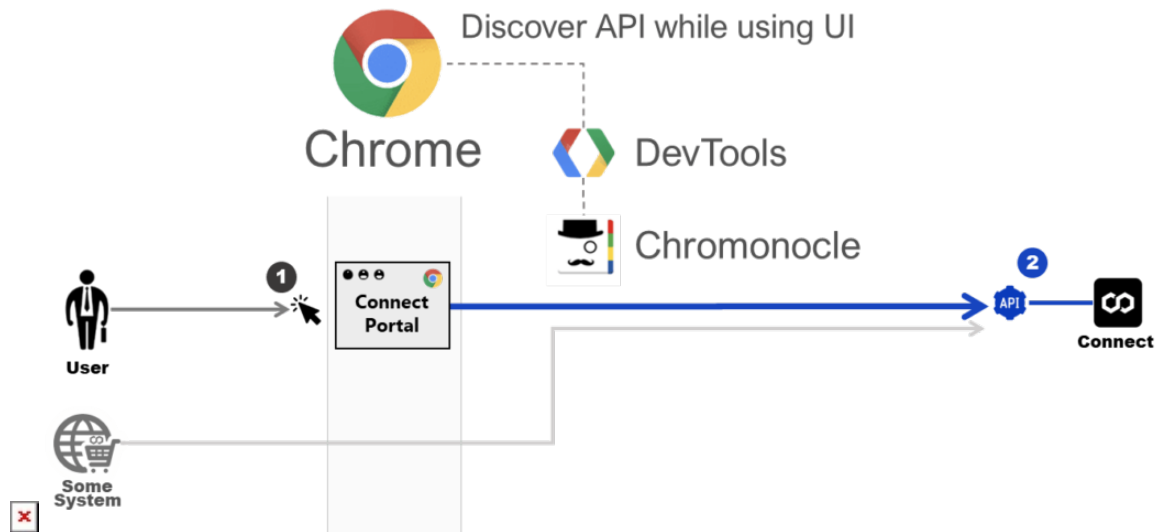 Discover API while using UI
Chrome
DevTools
Chromonocle
1
2
Connect
Portal
API
User
Connect
Some
System